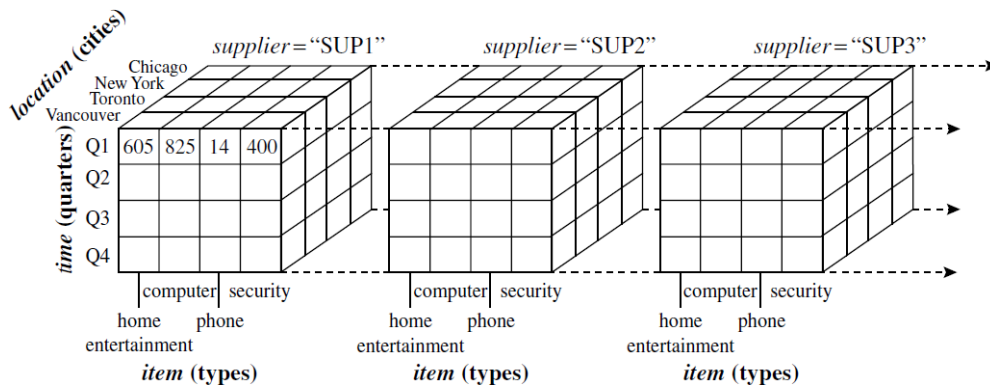 supplier = “SUP1”
supplier = “SUP2”
supplier = “SUP3”
location (cities)
Chicago
New York
Toronto
Vancouver
time (quarters)
Q1 605 825 14 400
Q2
Q3
Q4
computer security
home phone
entertainment
item (types)
computer security
home phone
entertainment
item (types)
computer security
home phone
entertainment
item (types)